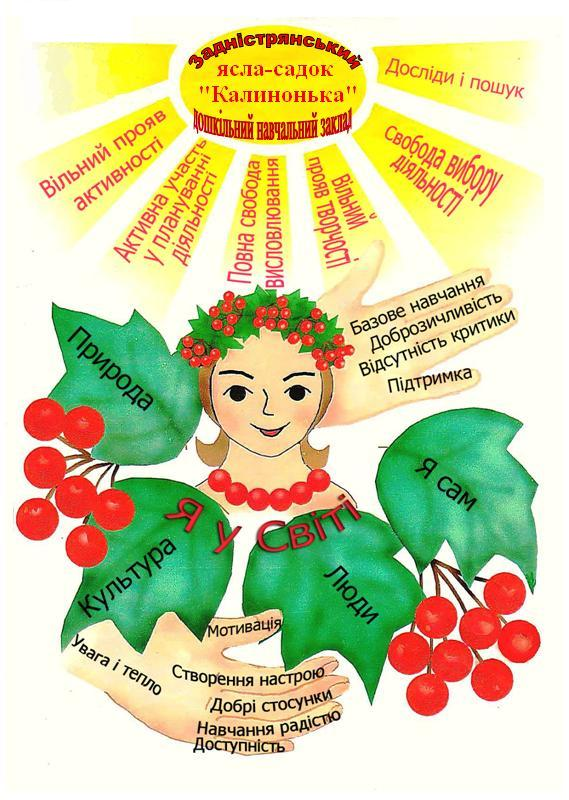 Задністрянський
ясла-садок
"Калинонька"
дошкільний навчальний заклад
Вільний прояв
активності
Активна участь
у плануванні
діяльності
Повна свобода
висловлювання
Вільний
прояв творчості
Свобода вибору
діяльності
Досліди і пошук
Базове навчання
Доброзичливість
Відсутність критики
Підтримка
Природа
Я сам
Я у Світі
Культура
Люди
Мотивація
Увага і тепло
Створення настрою
Добрі стосунки
Навчання радістю
Доступність